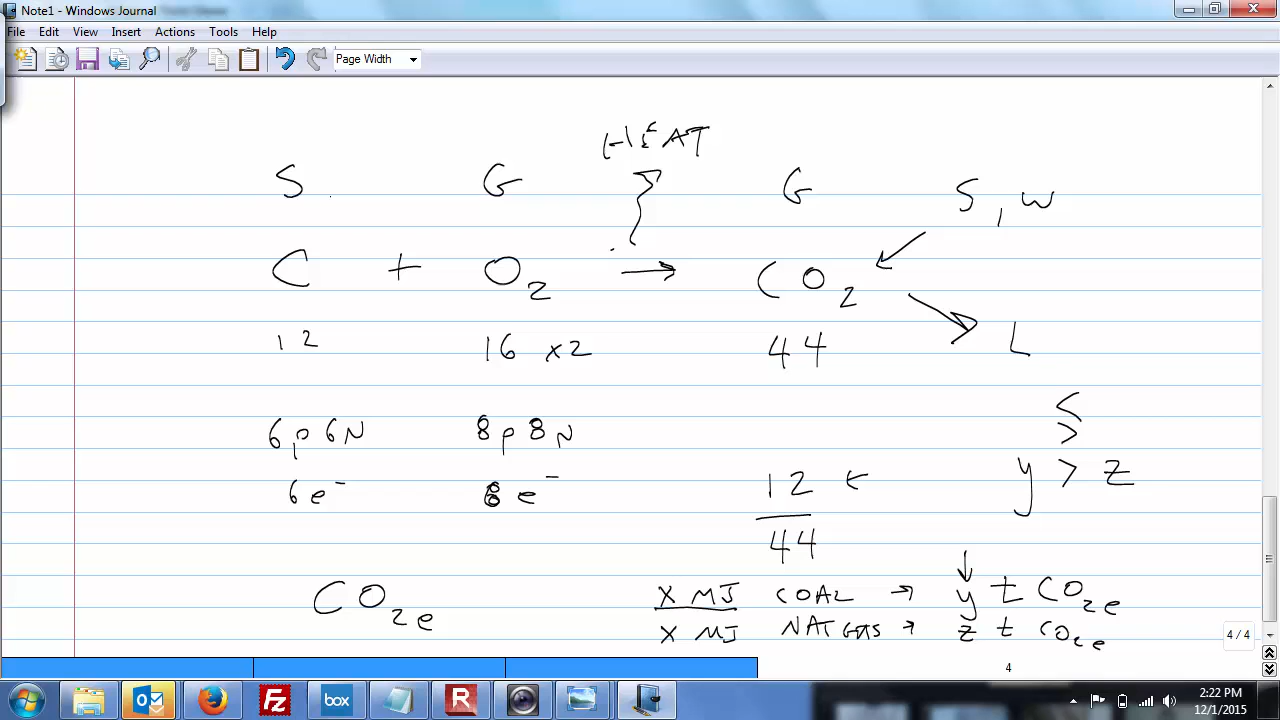 Note1 - Windows Journal
File Edit View Insert Actions Tools Help
Page Width
HEAT
S G G S, W
C + O2 → CO2
12 16 x2 44 L
<
>
6p 6N 8p 8N
y > z
6e- 8e- 12
44
X MJ COAL → y t CO2e
CO2e
X MJ NAT GAS → z t CO2e
4 / 4
4
Fz box R
2:22 PM
12/1/2015